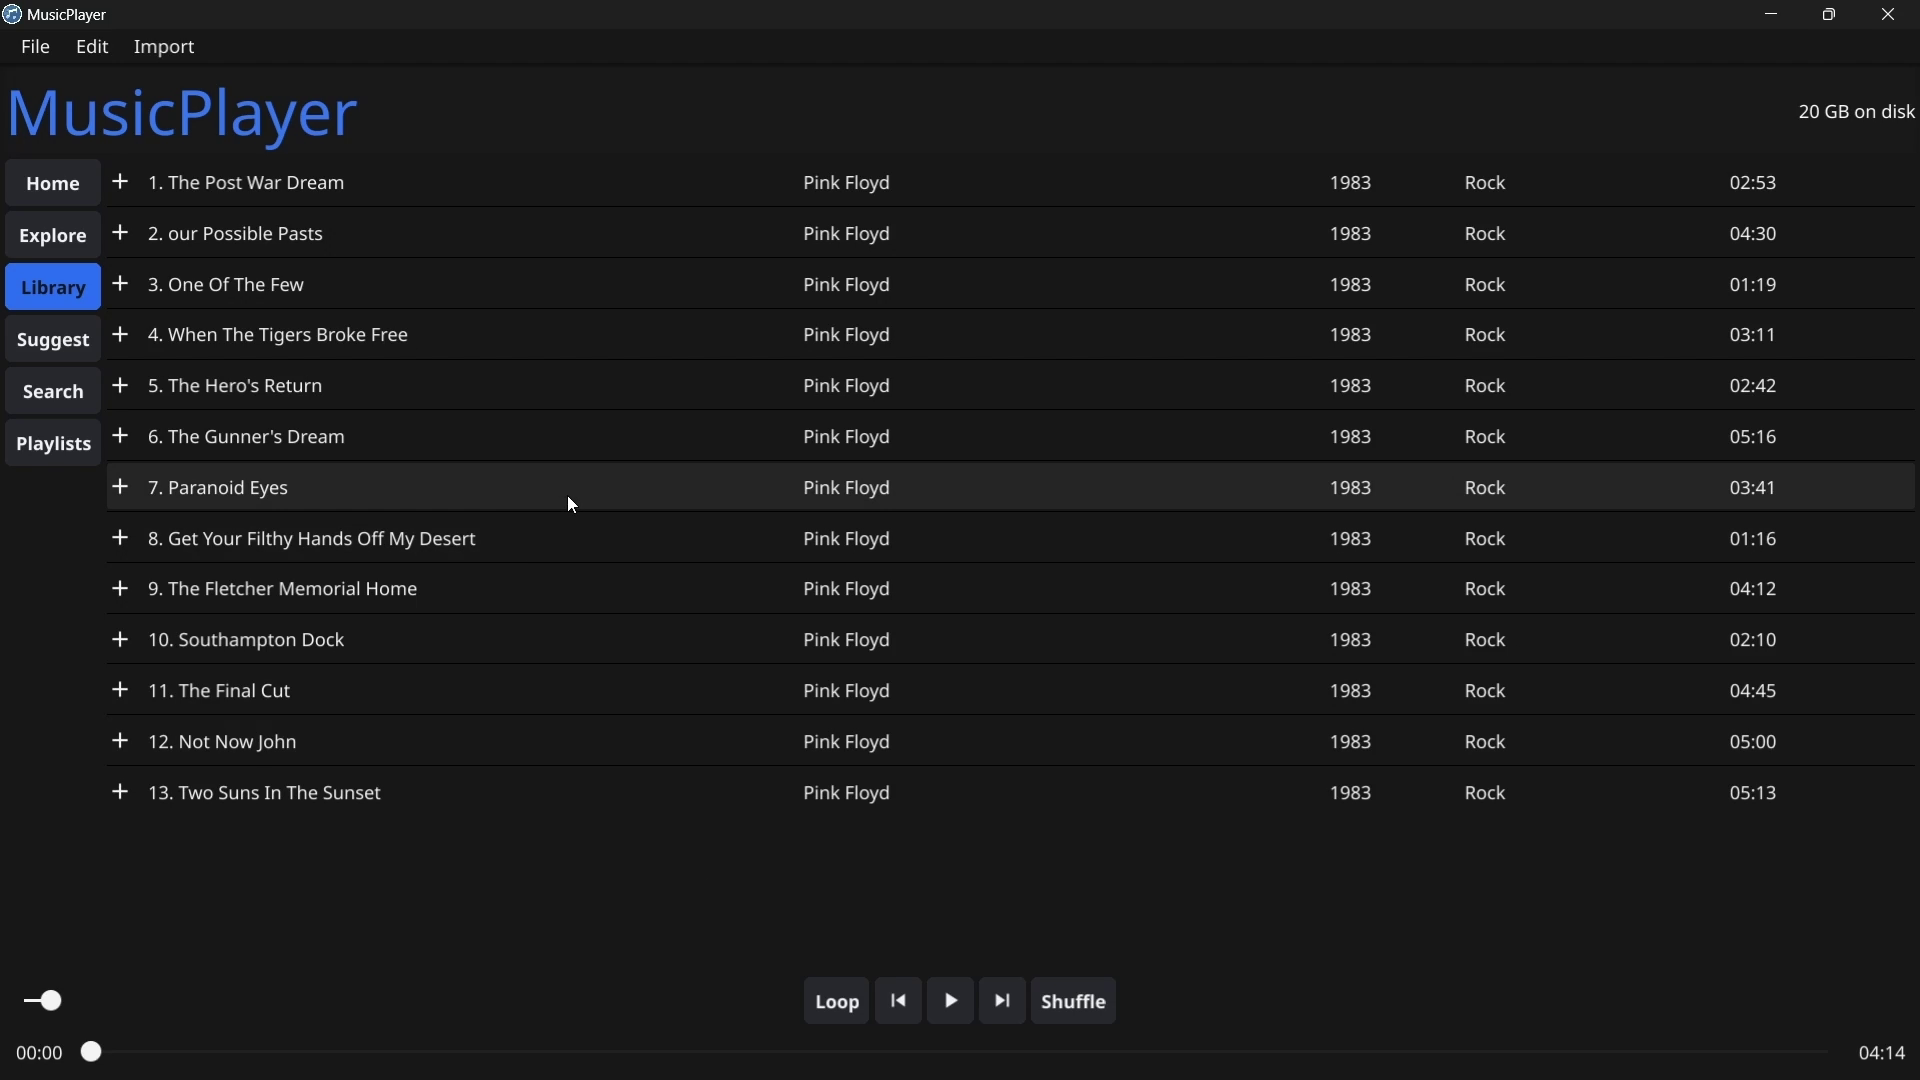 MusicPlayer
File Edit Import
MusicPlayer
20 GB on disk
Home
Explore
Library
Suggest
Search
Playlists
1. The Post War Dream Pink Floyd 1983 Rock 02:53
2. our Possible Pasts Pink Floyd 1983 Rock 04:30
3. One Of The Few Pink Floyd 1983 Rock 01:19
4. When The Tigers Broke Free Pink Floyd 1983 Rock 03:11
5. The Hero's Return Pink Floyd 1983 Rock 02:42
6. The Gunner's Dream Pink Floyd 1983 Rock 05:16
7. Paranoid Eyes Pink Floyd 1983 Rock 03:41
8. Get Your Filthy Hands Off My Desert Pink Floyd 1983 Rock 01:16
9. The Fletcher Memorial Home Pink Floyd 1983 Rock 04:12
10. Southampton Dock Pink Floyd 1983 Rock 02:10
11. The Final Cut Pink Floyd 1983 Rock 04:45
12. Not Now John Pink Floyd 1983 Rock 05:00
13. Two Suns In The Sunset Pink Floyd 1983 Rock 05:13
Loop Shuffle
00:00 04:14